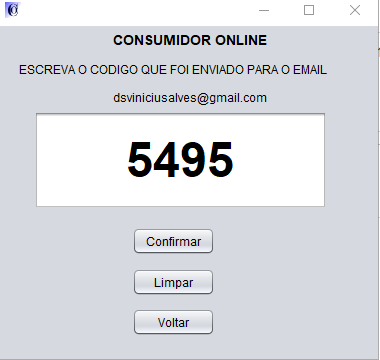 CONSUMIDOR ONLINE
ESCREVA O CODIGO QUE FOI ENVIADO PARA O EMAIL
dsviniciusalves@gmail.com
5495
Confirmar
Limpar
Voltar